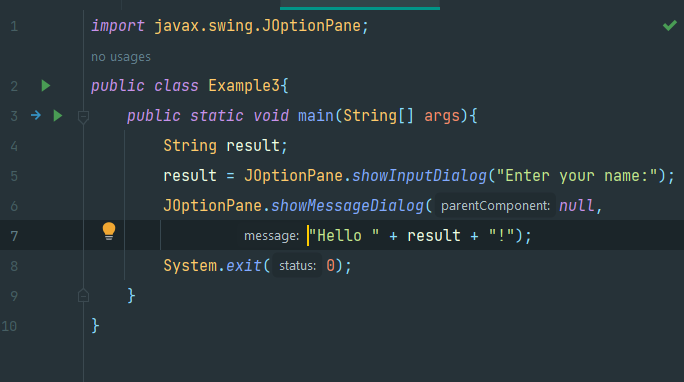 1 import javax.swing.JOptionPane;
no usages
2 public class Example3{
3 public static void main(String[] args){
4 String result;
5 result = JOptionPane.showInputDialog("Enter your name:");
6 JOptionPane.showMessageDialog( parentComponent: null,
7 message: "Hello " + result + "!");
8 System.exit( status: 0);
9 }
10 }